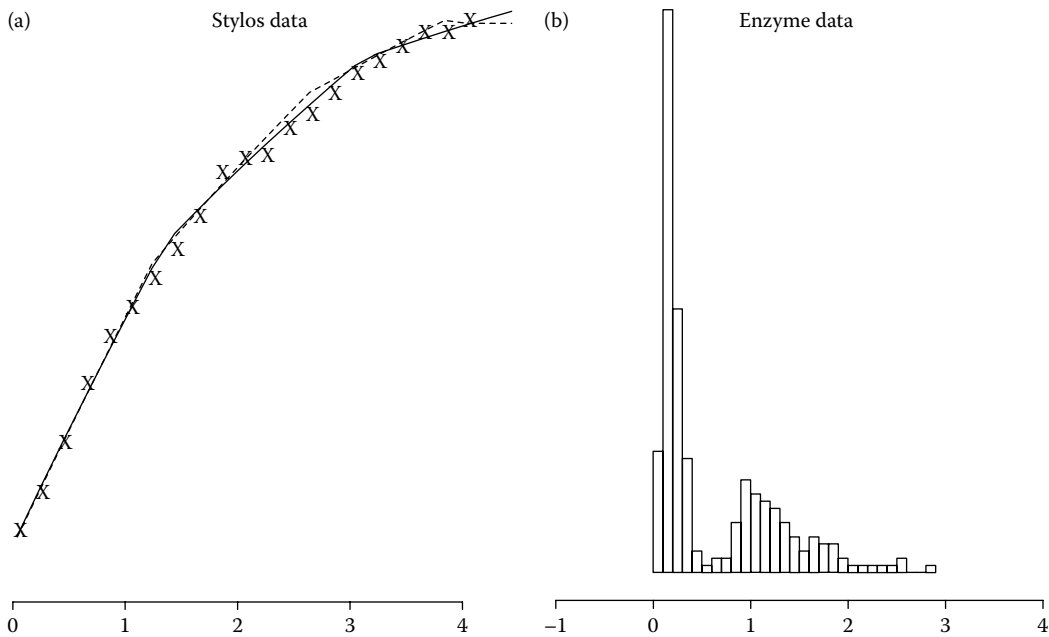 (a) Stylos data
X X X X X X X X X X X X X X X X X X X X X
0 1 2 3 4
(b) Enzyme data
−1 0 1 2 3 4